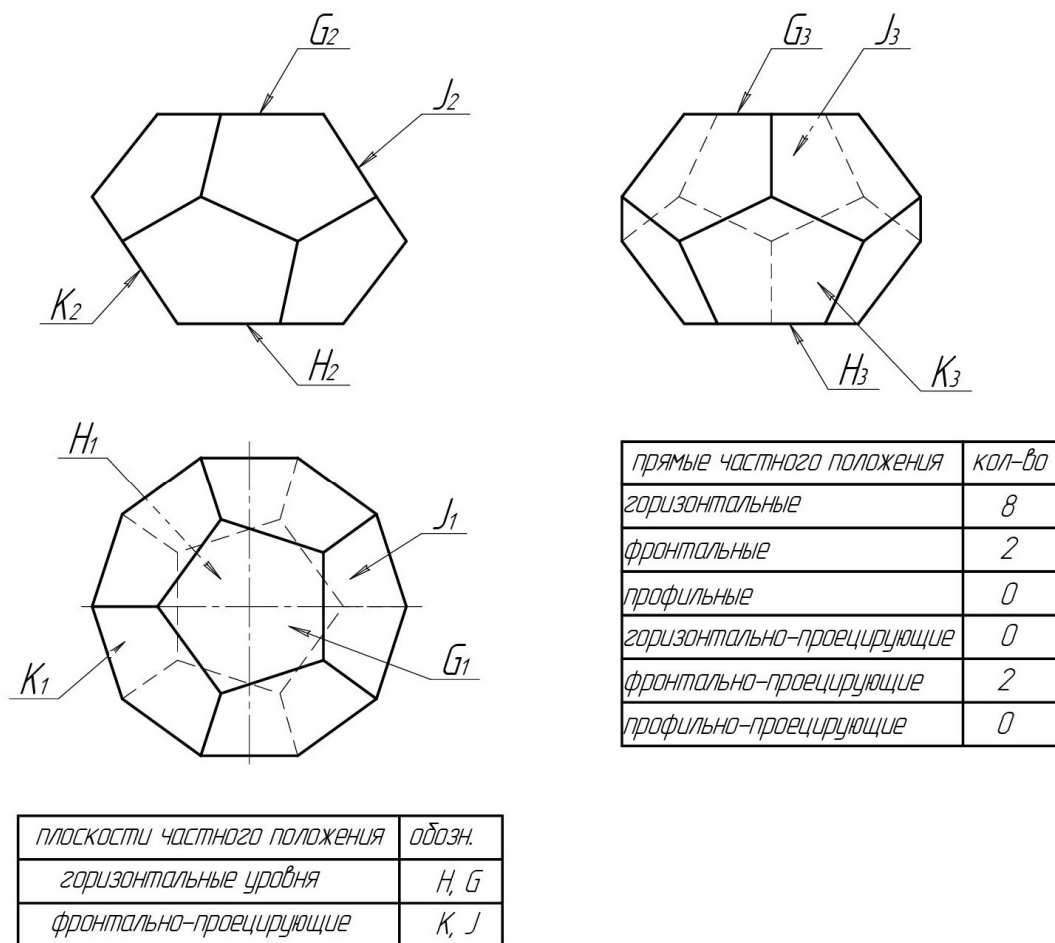 G2
J2
K2
H2
G3
J3
H3
K3
H1
J1
K1
G1
прямые частного положения кол-во
горизонтальные 8
фронтальные 2
профильные 0
горизонтально-проецирующие 0
фронтально-проецирующие 2
профильно-проецирующие 0
плоскости частного положения обозн.
горизонтальные уровня H, G
фронтально-проецирующие K, J